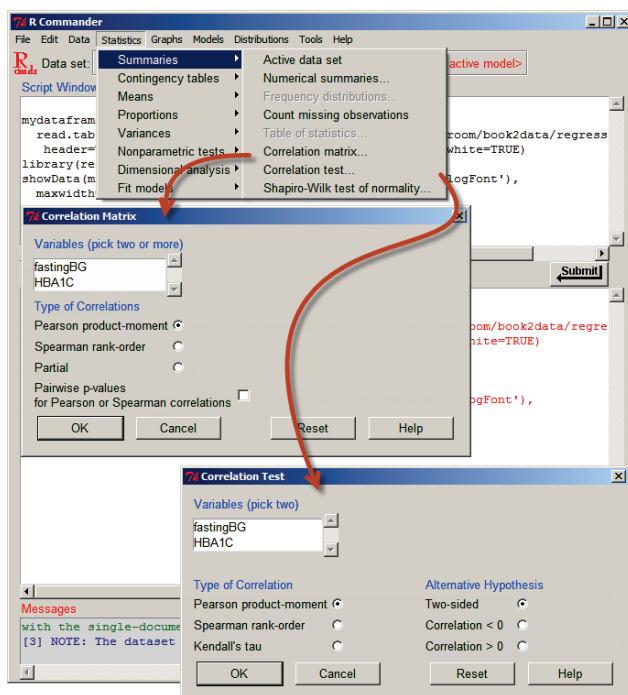 R Commander
File Edit Data Statistics Graphs Models Distributions Tools Help
R cmdr Data set: active model>
Summaries
Contingency tables
Means
Proportions
Variances
Nonparametric tests
Dimensional analysis
Fit models
Active data set
Numerical summaries...
Frequency distributions...
Count missing observations
Table of statistics...
Correlation matrix...
Correlation test...
Shapiro-Wilk test of normality...
Script Window
mydatafram
read.tab room/book2data/regress
header= white=TRUE)
library(re
showData(m logFont'),
maxwidth
Submit
Correlation Matrix
Variables (pick two or more)
fastingBG
HBA1C
Type of Correlations
Pearson product-moment
Spearman rank-order
Partial
Pairwise p-values
for Pearson or Spearman correlations
OK Cancel Reset Help
oom/book2data/regre
hite=TRUE)
ogFont'),
Correlation Test
Variables (pick two)
fastingBG
HBA1C
Type of Correlation Alternative Hypothesis
Pearson product-moment Two-sided
Spearman rank-order Correlation < 0
Kendall's tau Correlation > 0
OK Cancel Reset Help
Messages
with the single-docume
[3] NOTE: The dataset